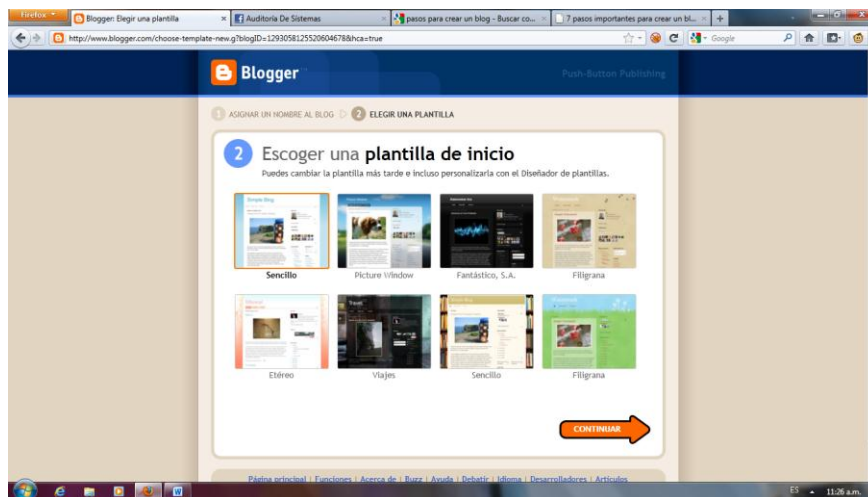 Firefox
Blogger: Elegir una plantilla
Auditoria De Sistemas
pasos para crear un blog - Buscar co...
7 pasos importantes para crear un bl...
http://www.blogger.com/choose-template-new.g?blogID=1293058125520604678&hca=true
Google
Blogger
Push-Button Publishing
1 ASIGNAR UN NOMBRE AL BLOG
2 ELEGIR UNA PLANTILLA
2 Escoger una plantilla de inicio
Puedes cambiar la plantilla más tarde e incluso personalizarla con el Diseñador de plantillas.
Sencillo
Picture Window
Fantástico, S.A.
Filigrana
Travel
Etéreo
Viajes
Sencillo
Filigrana
CONTINUAR
Página principal | Funciones | Acerca de | Buzz | Ayuda | Debatir | Idioma | Desarrolladores | Artículos
ES
11:26 a.m.